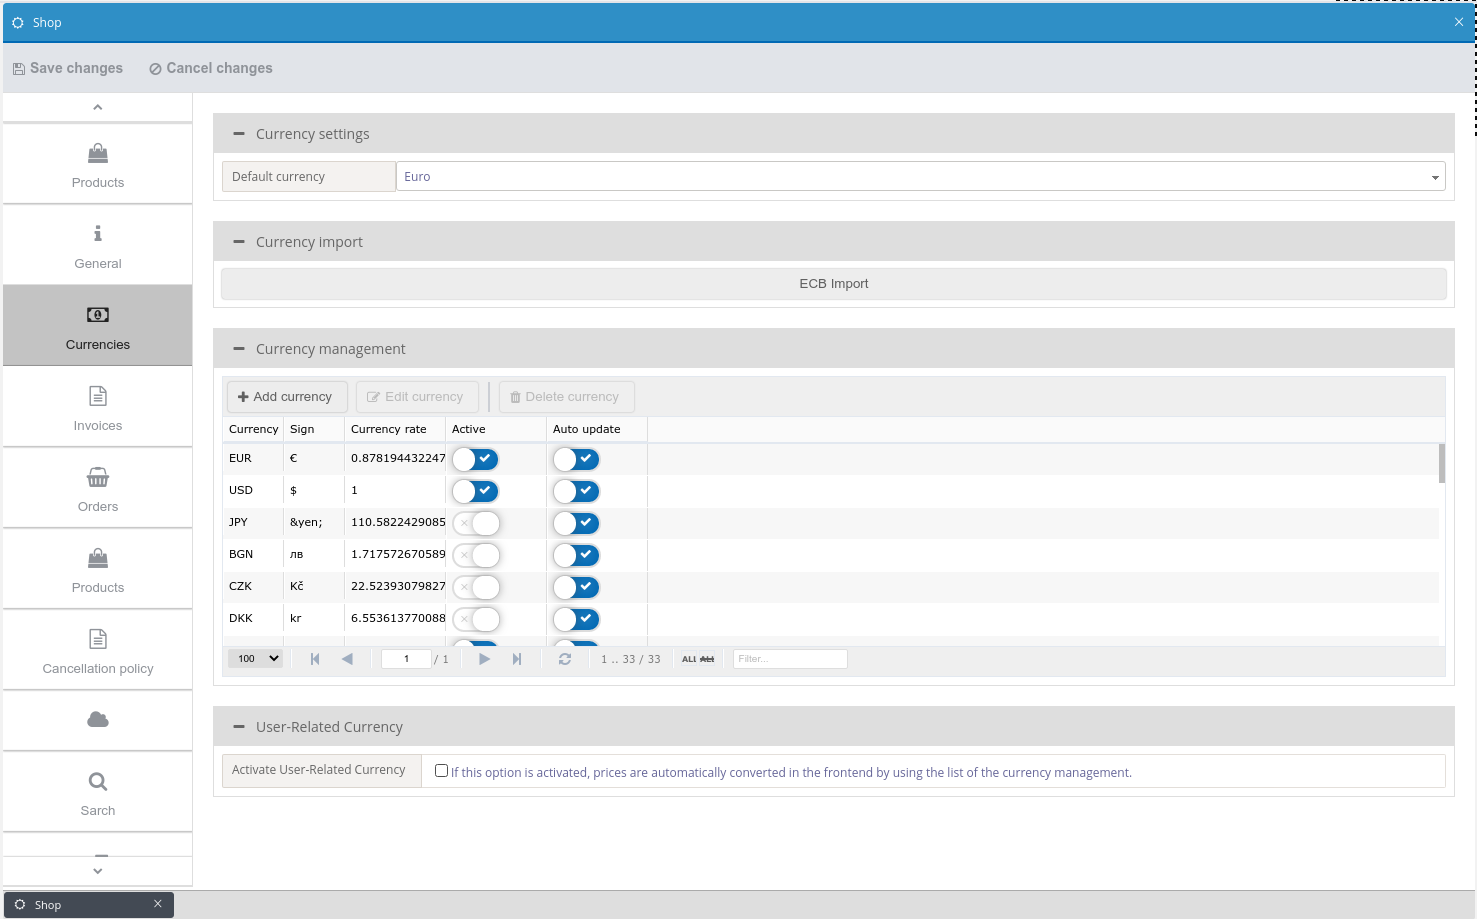 Shop
Save changes Cancel changes
Products
General
Currencies
Invoices
Orders
Products
Cancellation policy
Sarch
Currency settings
Default currency Euro
Currency import
ECB Import
Currency management
Add currency Edit currency Delete currency
Currency Sign Currency rate Active Auto update
EUR € 0.878194432247
USD $ 1
JPY &yen; 110.5822429085
BGN лв 1.717572670589
CZK Kč 22.52393079827
DKK kr 6.553613770088
100 1 / 1 1 .. 33 / 33 ALL ALL Filter...
User-Related Currency
Activate User-Related Currency If this option is activated, prices are automatically converted in the frontend by using the list of the currency management.
Shop